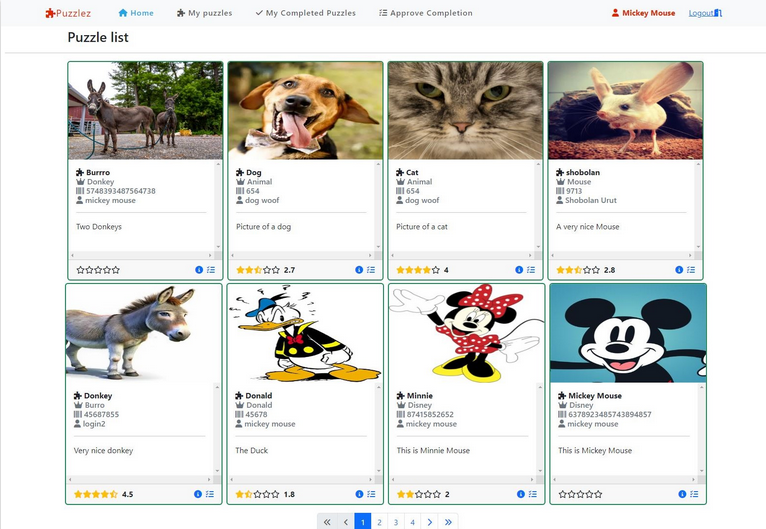 Puzzlez Home My puzzles My Completed Puzzles Approve Completion Mickey Mouse Logout
Puzzle list
Burrro
Donkey
5748393487564738
mickey mouse
Two Donkeys
Dog
Animal
654
dog woof
Picture of a dog
2.7
Cat
Animal
654
dog woof
Picture of a cat
4
shobolan
Mouse
9713
Shobolan Urut
A very nice Mouse
2.8
Donkey
Burro
45687855
login2
Very nice donkey
4.5
Donald
Donald
45678
mickey mouse
The Duck
1.8
Minnie
Disney
87415852652
mickey mouse
This is Minnie Mouse
2
Mickey Mouse
Disney
6378923485743894857
mickey mouse
This is Mickey Mouse
« ‹ 1 2 3 4 › »